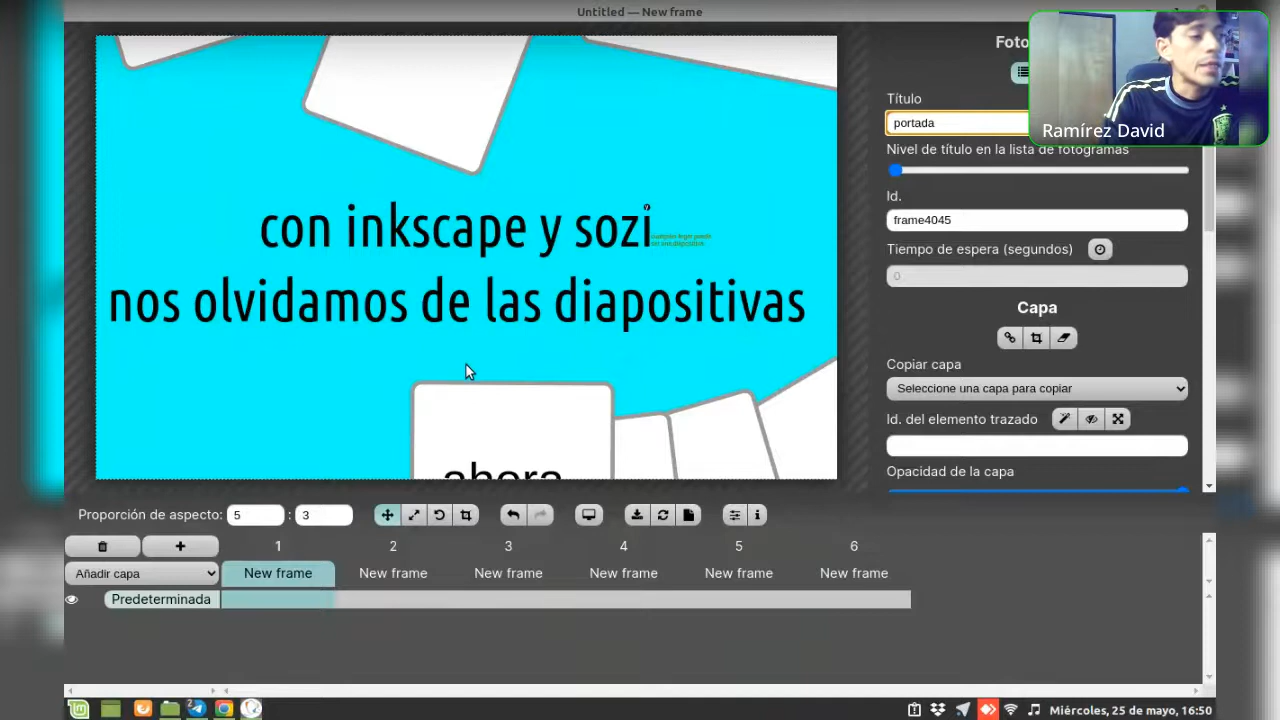 Untitled — New frame
con inkscape y sozi
nos olvidamos de las diapositivas
ahora
Título
portada
Ramírez David
Nivel de título en la lista de fotogramas
Id.
frame4045
Tiempo de espera (segundos)
0
Capa
Copiar capa
Seleccione una capa para copiar
Id. del elemento trazado
Opacidad de la capa
Proporción de aspecto: 5 : 3
1 2 3 4 5 6
Añadir capa New frame New frame New frame New frame New frame New frame
Predeterminada
2
Miércoles, 25 de mayo, 16:50